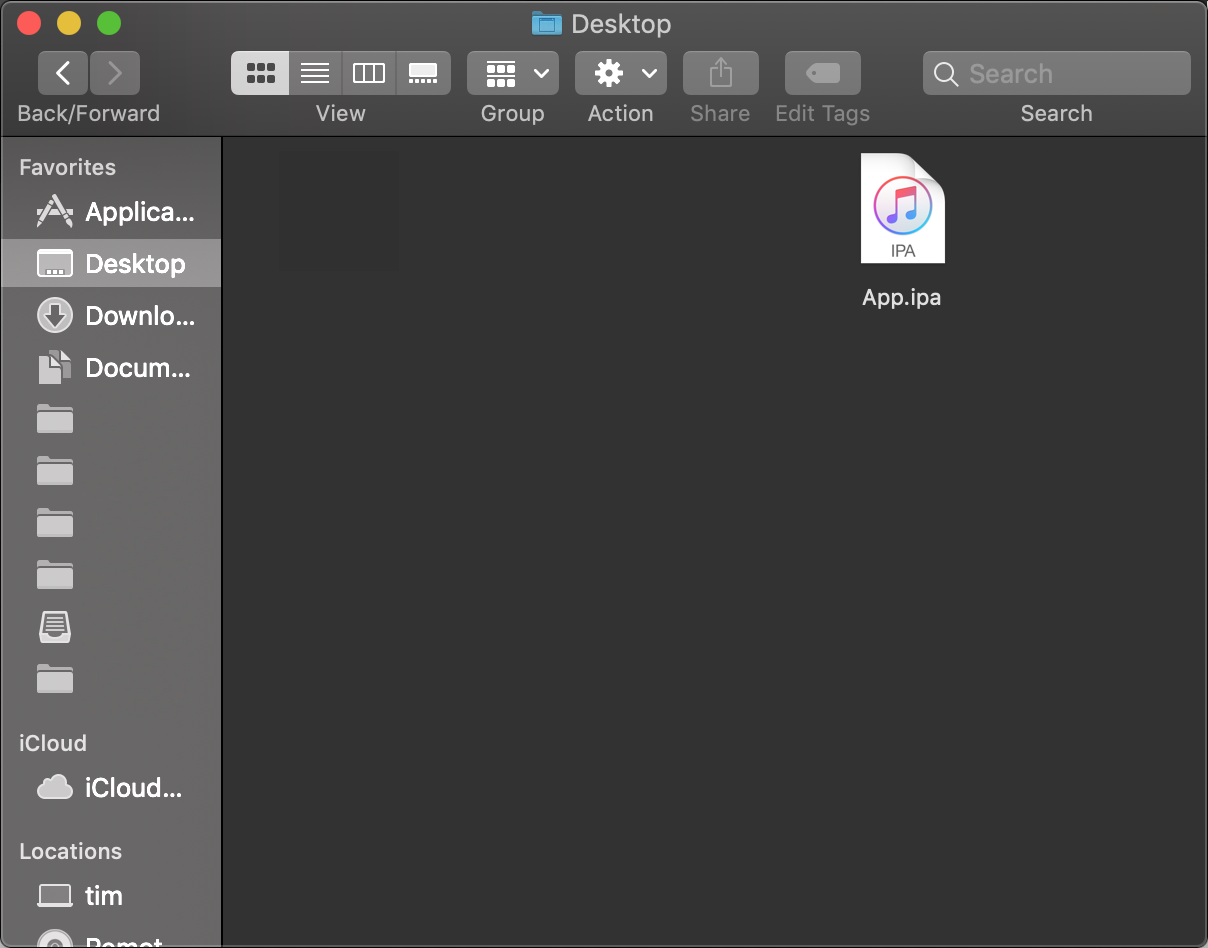 Desktop
Search
Back/Forward
View
Group
Action
Share
Edit Tags
Search
Favorites
Applica...
Desktop
Downlo...
Docum...
iCloud
iCloud...
Locations
tim
Remot
IPA
App.ipa